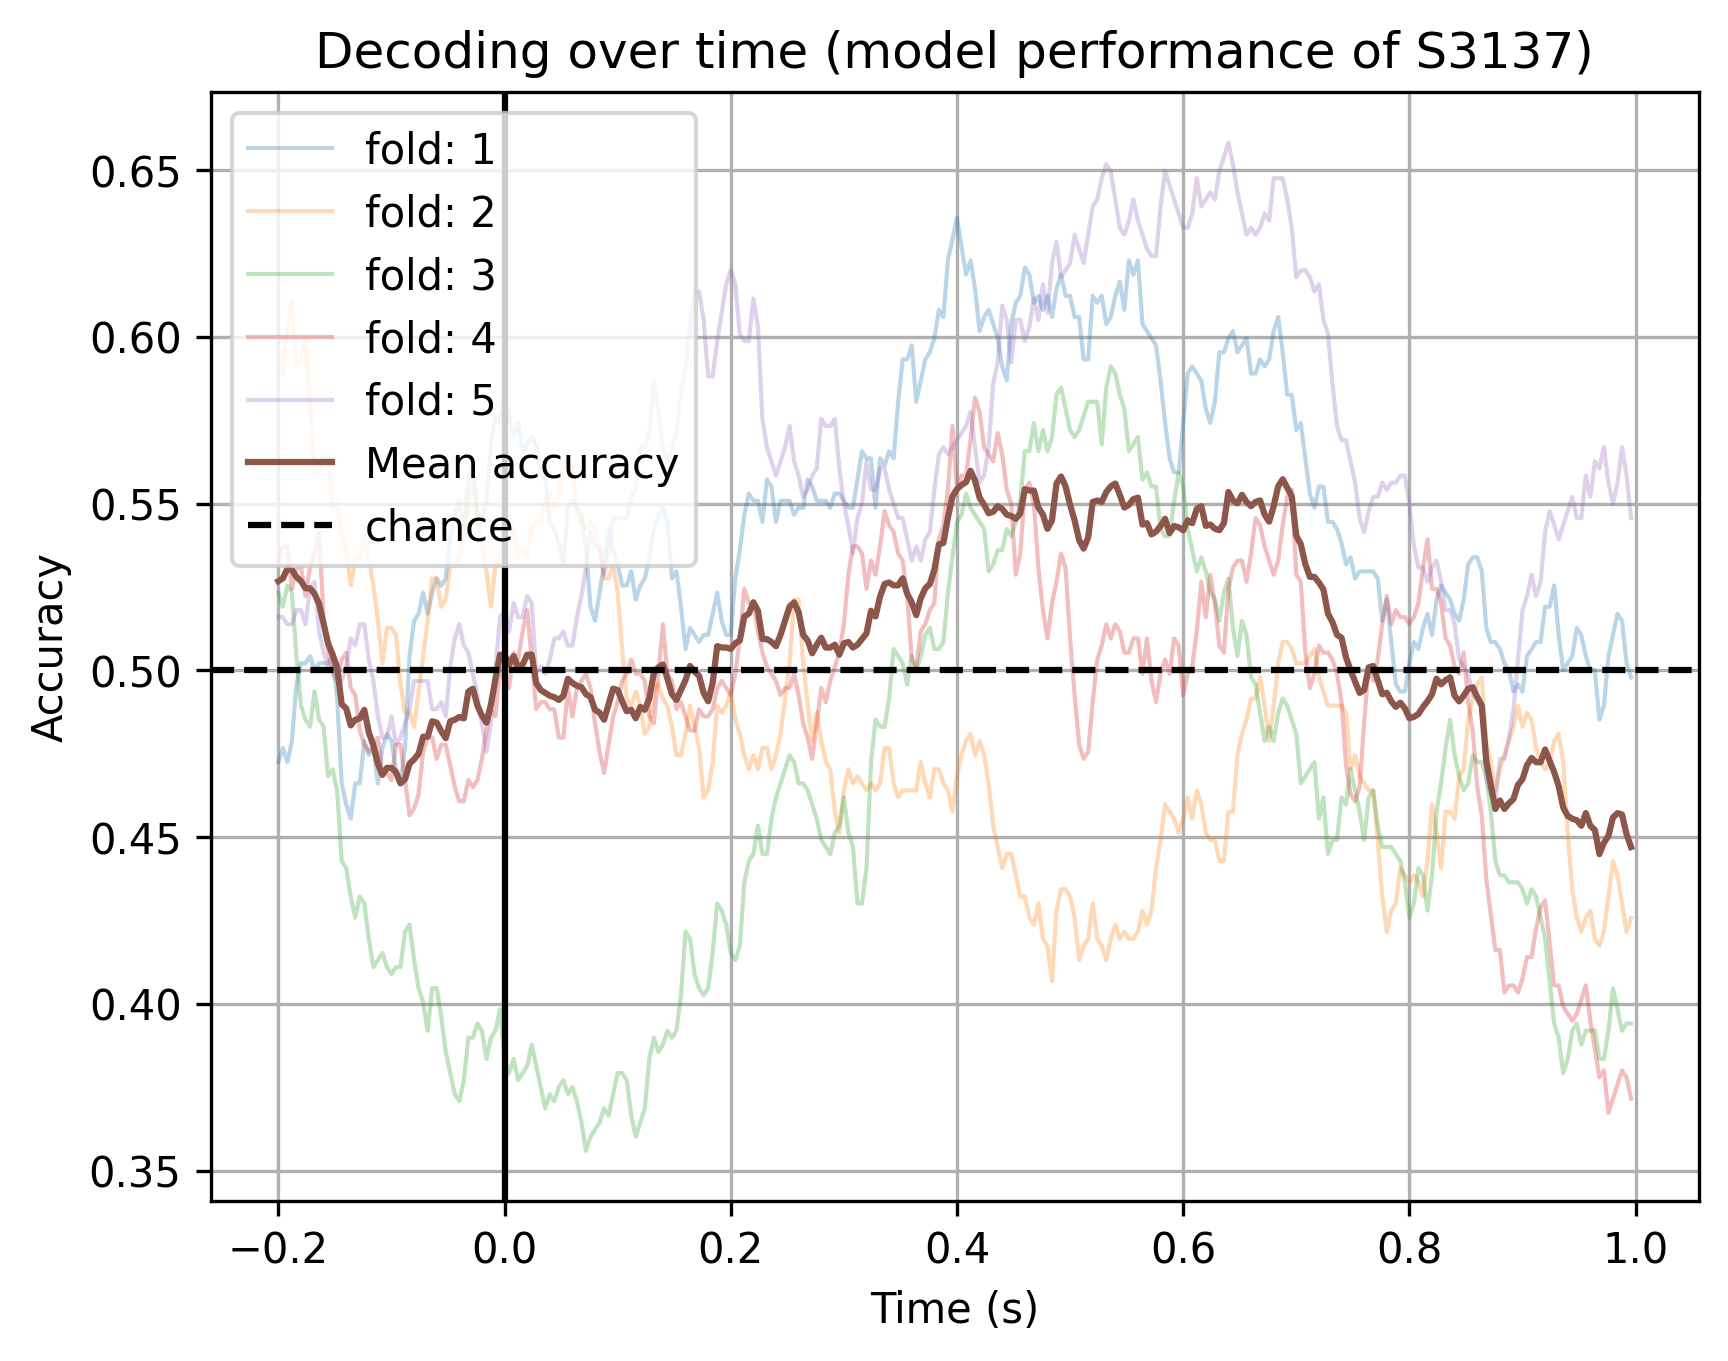 Decoding over time (model performance of S3137)
fold: 1
fold: 2
fold: 3
fold: 4
fold: 5
Mean accuracy
chance
Accuracy
0.65
0.60
0.55
0.50
0.45
0.40
0.35
−0.2 0.0 0.2 0.4 0.6 0.8 1.0
Time (s)